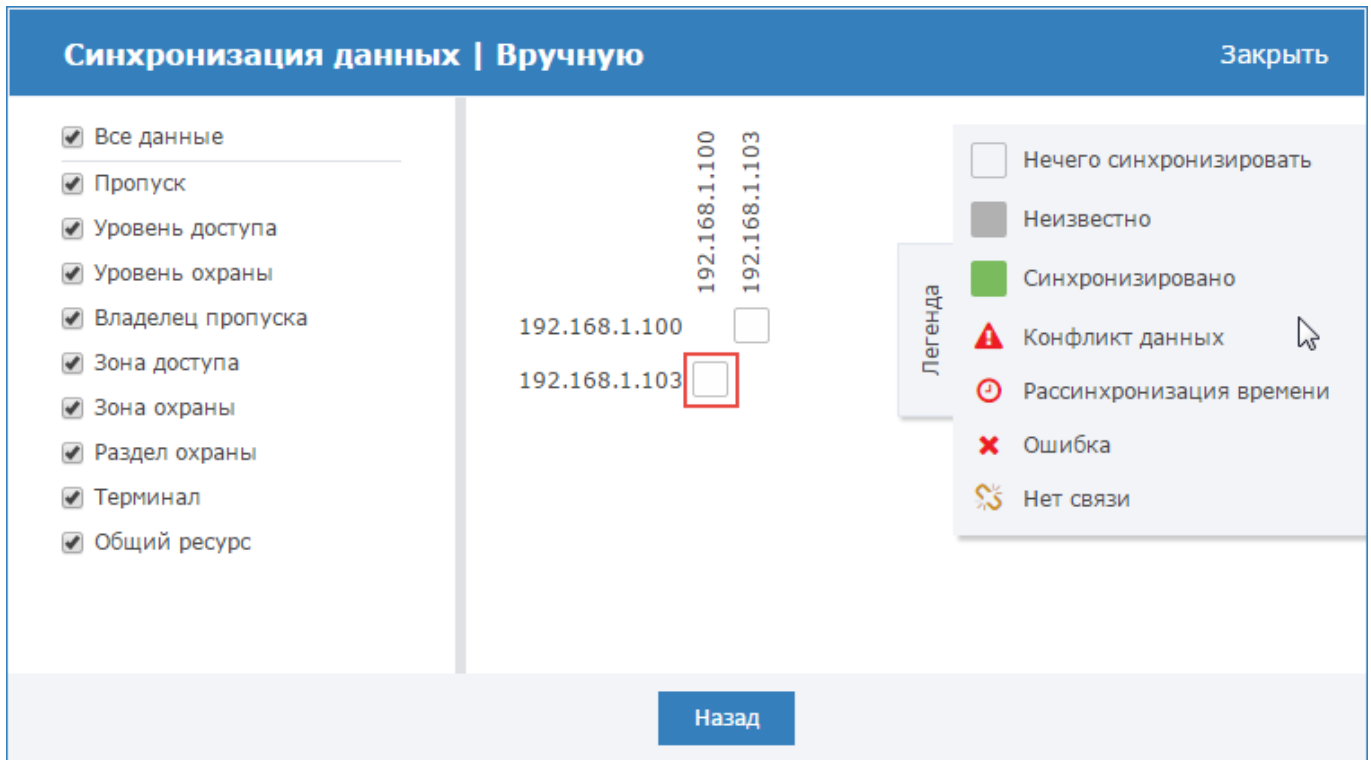 Синхронизация данных | Вручную
Закрыть
Все данные
Пропуск
Уровень доступа
Уровень охраны
Владелец пропуска
Зона доступа
Зона охраны
Раздел охраны
Терминал
Общий ресурс
192.168.1.100
192.168.1.103
192.168.1.100
192.168.1.103
Легенда
Нечего синхронизировать
Неизвестно
Синхронизировано
Конфликт данных
Рассинхронизация времени
Ошибка
Нет связи
Назад